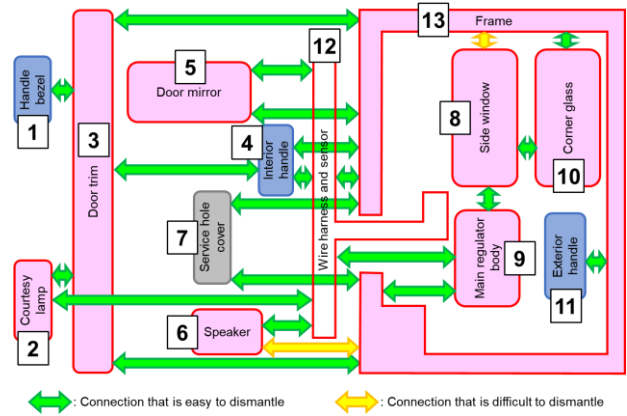 13
Frame
12
5
Door mirror
Handle
bezel
1
3
Door trim
4
Interior
handle
Wire harness and sensor
8
Side window
Corner glass
10
7
Service hole
cover
Main regulator
body
9
Exterior
handle
11
Courtesy
lamp
2
6
Speaker
: Connection that is easy to dismantle
: Connection that is difficult to dismantle